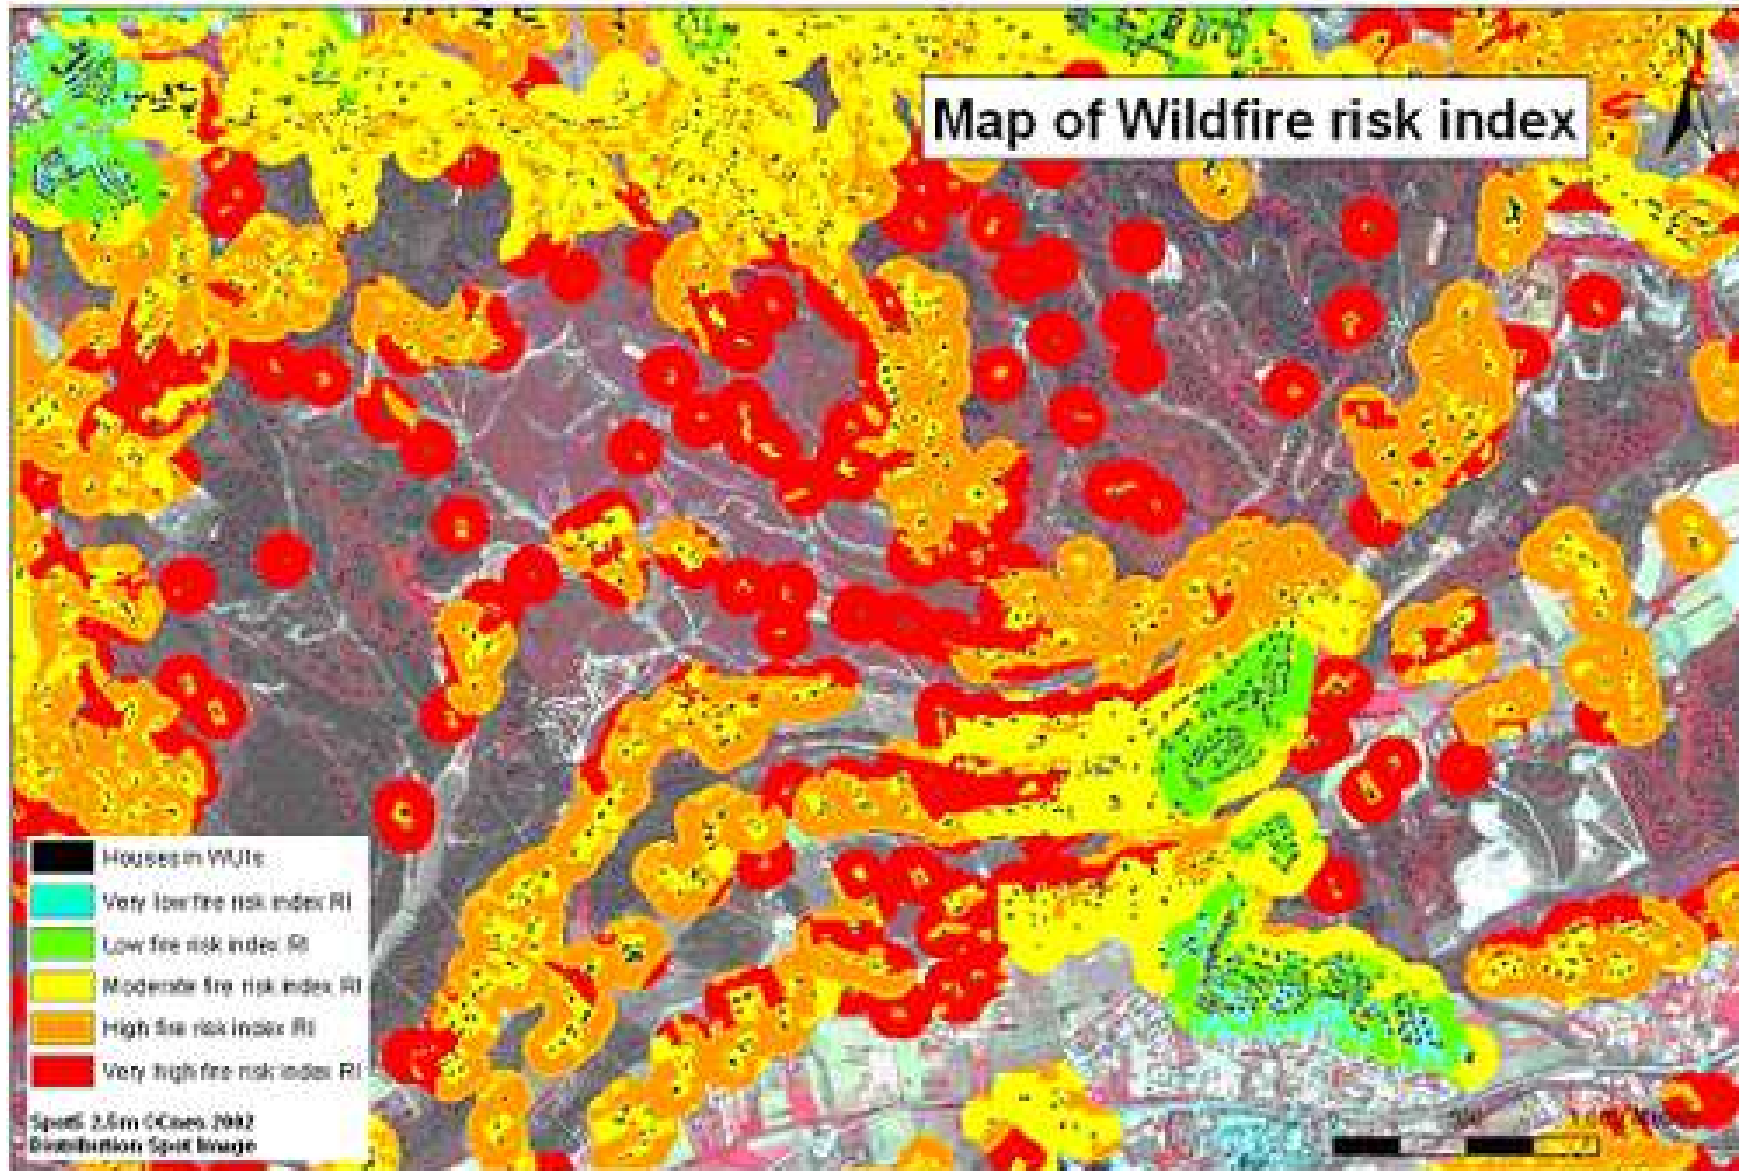 N
Map of Wildfire risk index
Houses in WUIs
Very low fire risk index RI
Low fire risk index RI
Moderate fire risk index RI
High fire risk index RI
Very high fire risk index RI
Spot5 2.5m ©Cnes 2002
Distribution Spot Image